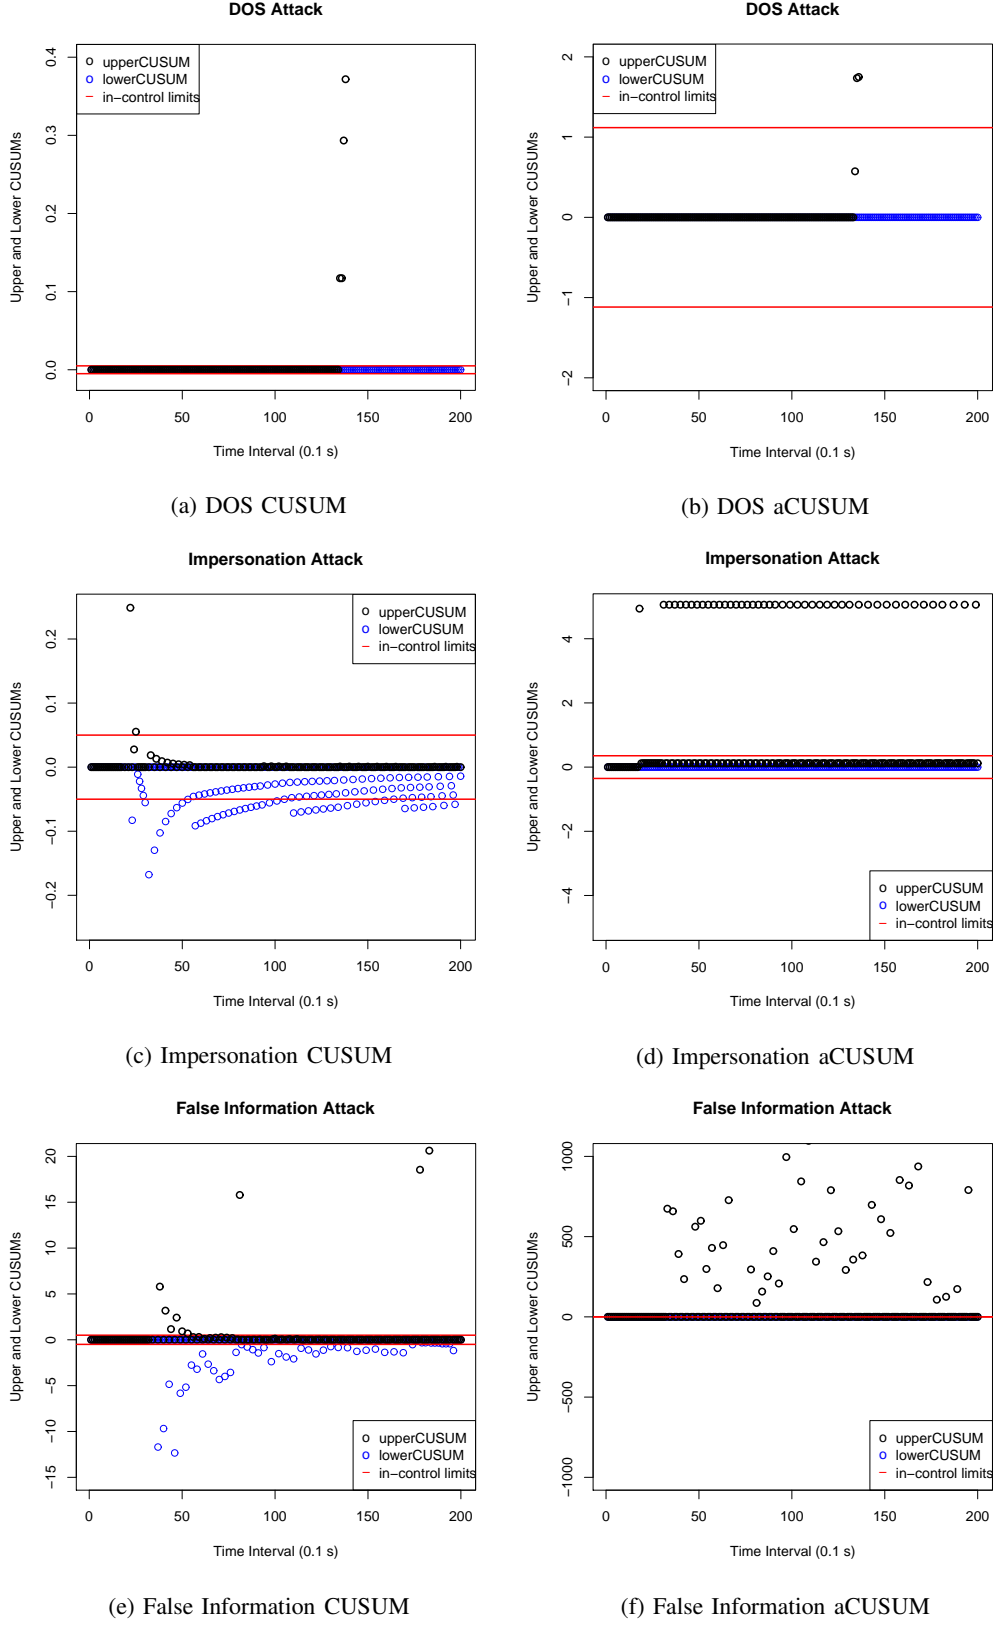 DOS Attack
Upper and Lower CUSUMs
0.4
0.3
0.2
0.1
0.0
upperCUSUM
lowerCUSUM
in−control limits
0 50 100 150 200
Time Interval (0.1 s)
(a) DOS CUSUM
DOS Attack
Upper and Lower CUSUMs
2
1
0
−1
−2
upperCUSUM
lowerCUSUM
in−control limits
0 50 100 150 200
Time Interval (0.1 s)
(b) DOS aCUSUM
Impersonation Attack
Upper and Lower CUSUMs
0.2
0.1
0.0
−0.1
−0.2
upperCUSUM
lowerCUSUM
in−control limits
0 50 100 150 200
Time Interval (0.1 s)
(c) Impersonation CUSUM
Impersonation Attack
Upper and Lower CUSUMs
4
2
0
−2
−4
upperCUSUM
lowerCUSUM
in−control limits
0 50 100 150 200
Time Interval (0.1 s)
(d) Impersonation aCUSUM
False Information Attack
Upper and Lower CUSUMs
20
15
10
5
0
−5
−10
−15
upperCUSUM
lowerCUSUM
in−control limits
0 50 100 150 200
Time Interval (0.1 s)
(e) False Information CUSUM
False Information Attack
Upper and Lower CUSUMs
1000
500
0
−500
−1000
upperCUSUM
lowerCUSUM
in−control limits
0 50 100 150 200
Time Interval (0.1 s)
(f) False Information aCUSUM